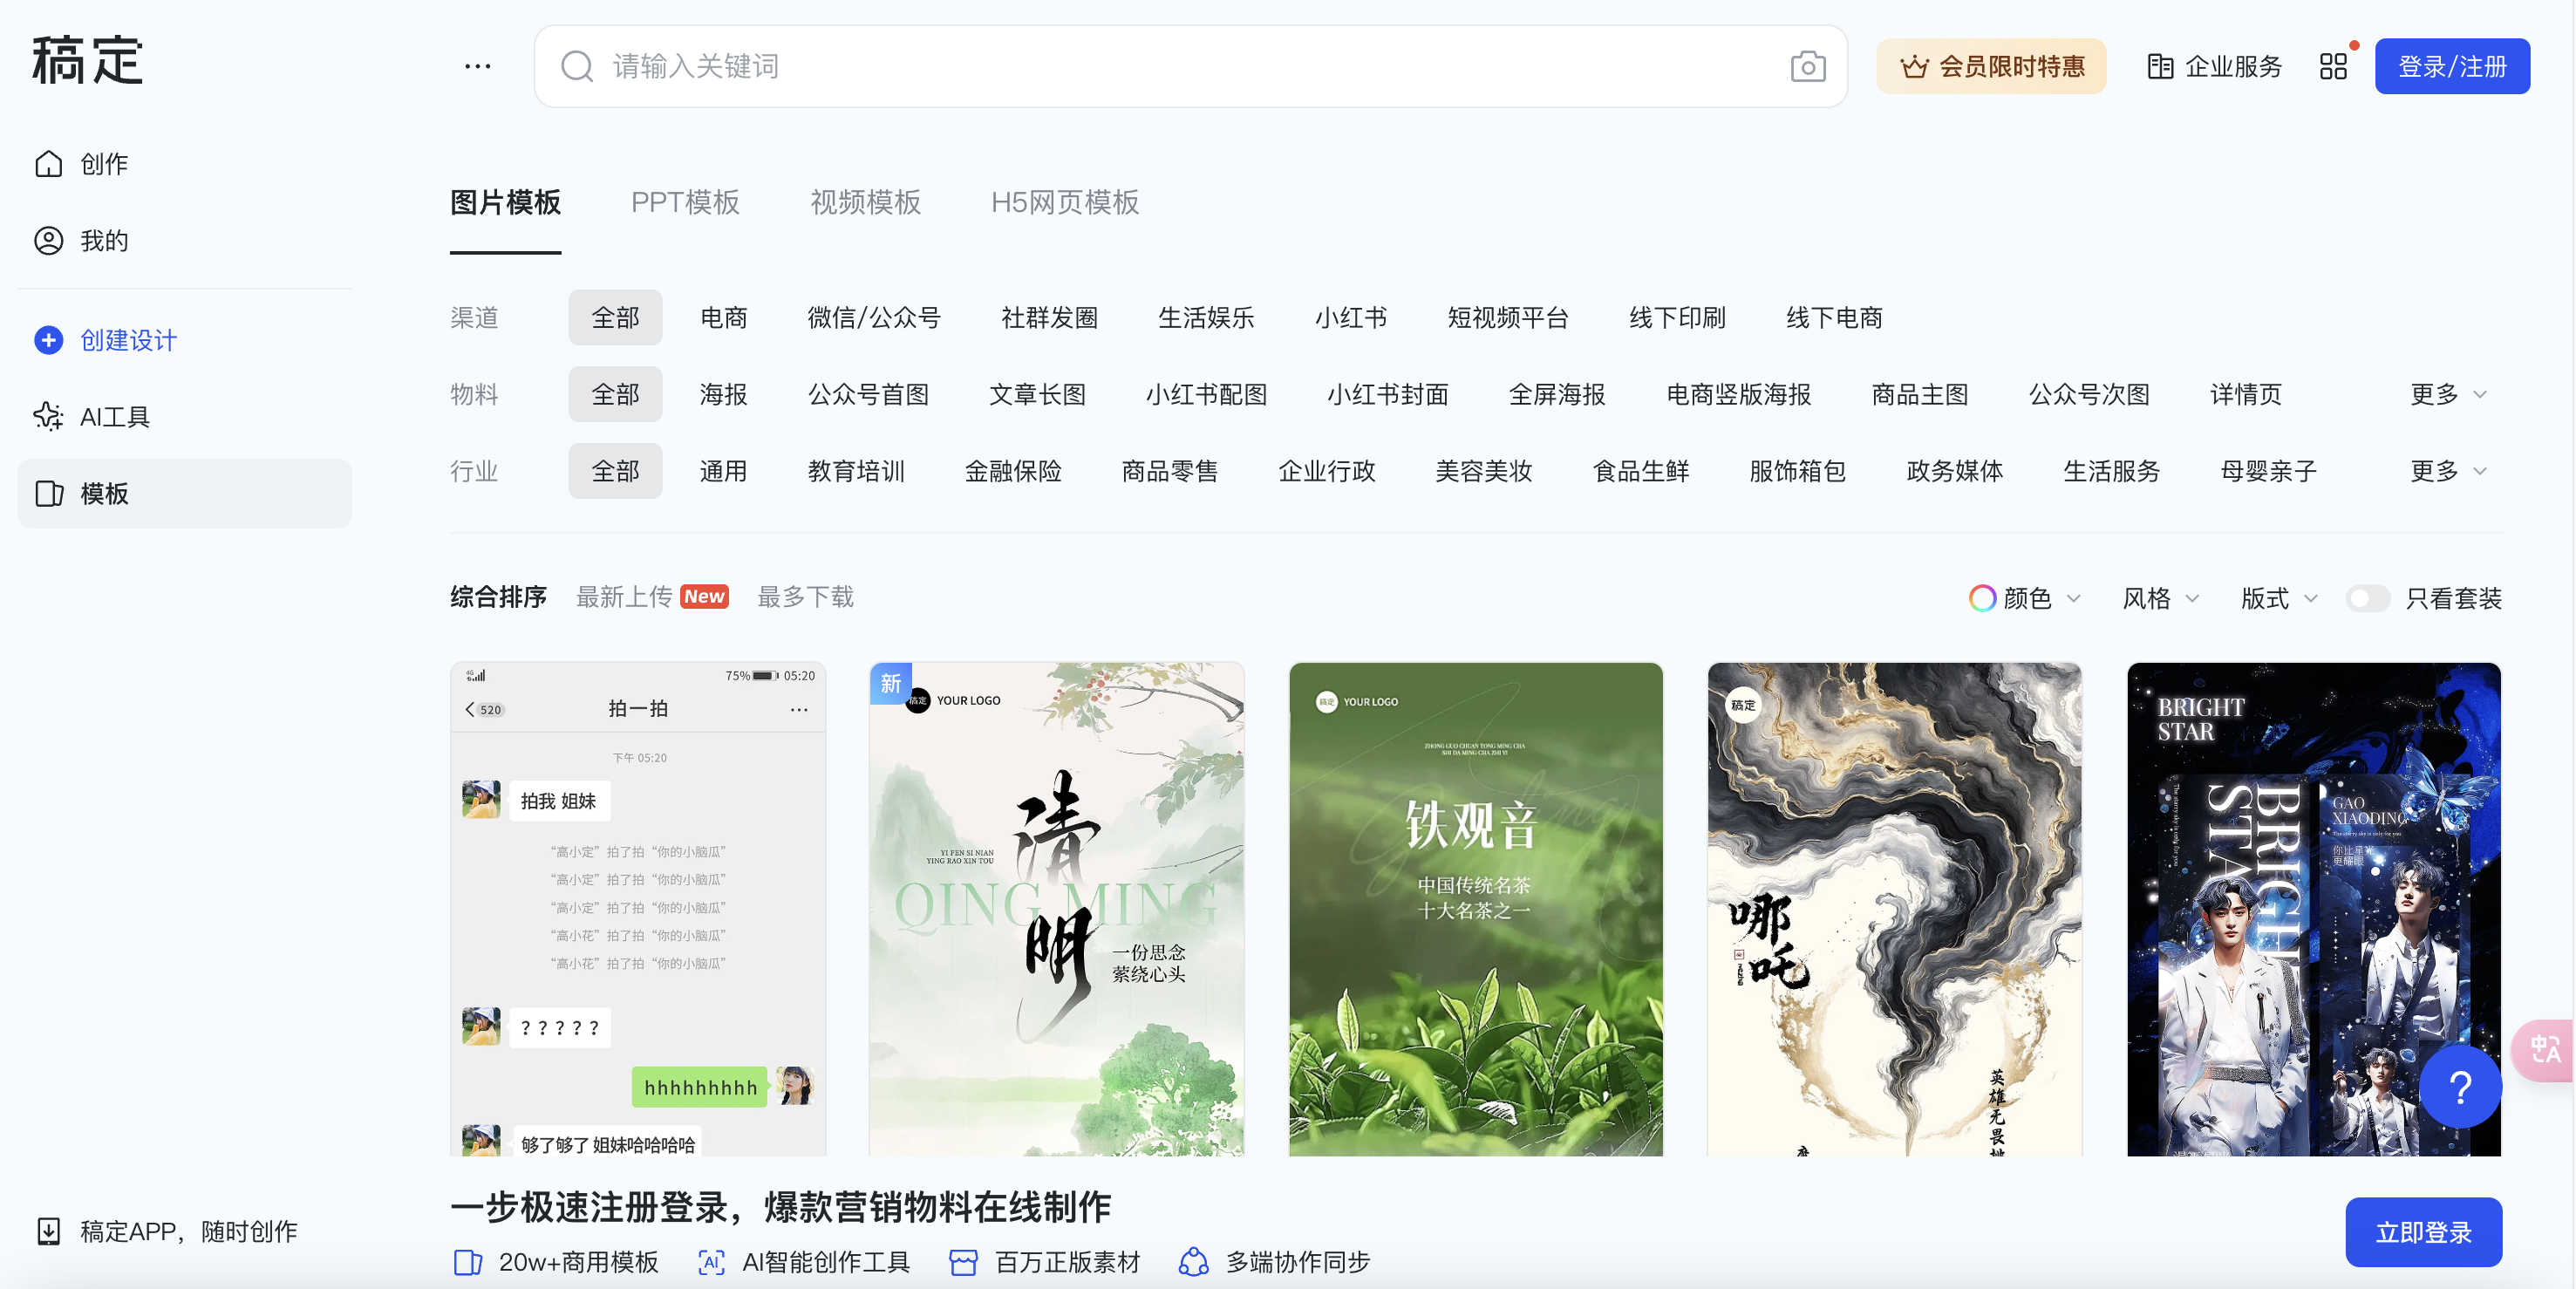 稿定
请输入关键词
会员限时特惠
企业服务
登录/注册
创作
我的
创建设计
AI工具
模板
稿定APP，随时创作
图片模板 PPT模板 视频模板 H5网页模板
渠道 全部 电商 微信/公众号 社群发圈 生活娱乐 小红书 短视频平台 线下印刷 线下电商
物料 全部 海报 公众号首图 文章长图 小红书配图 小红书封面 全屏海报 电商竖版海报 商品主图 公众号次图 详情页 更多
行业 全部 通用 教育培训 金融保险 商品零售 企业行政 美容美妆 食品生鲜 服饰箱包 政务媒体 生活服务 母婴亲子 更多
综合排序 最新上传 New 最多下载
颜色 风格 版式 只看套装
4G 75% 05:20
520 拍一拍
下午 05:20
拍我 姐妹
“高小定”拍了拍“你的小脑瓜”
“高小定”拍了拍“你的小脑瓜”
“高小定”拍了拍“你的小脑瓜”
“高小花”拍了拍“你的小脑瓜”
“高小花”拍了拍“你的小脑瓜”
？？？？？
hhhhhhhhh
够了够了 姐妹哈哈哈哈
新
稿定 YOUR LOGO
清明
YI FEN SI NIAN
YING RAO XIN TOU
QING MING
一份思念
萦绕心头
稿定 YOUR LOGO
ZHONG GUO CHUAN TONG MING CHA
SHI DA MING CHA ZHI YI
铁观音
中国传统名茶
十大名茶之一
稿定
哪吒
NEZHA
英雄无畏
BRIGHT
STAR
BRIGHT
STA
GAO
XIAODING
The starry sky is only for you
你比星光
更耀眼
?
一步极速注册登录，爆款营销物料在线制作
20w+商用模板 AI智能创作工具 百万正版素材 多端协作同步
立即登录